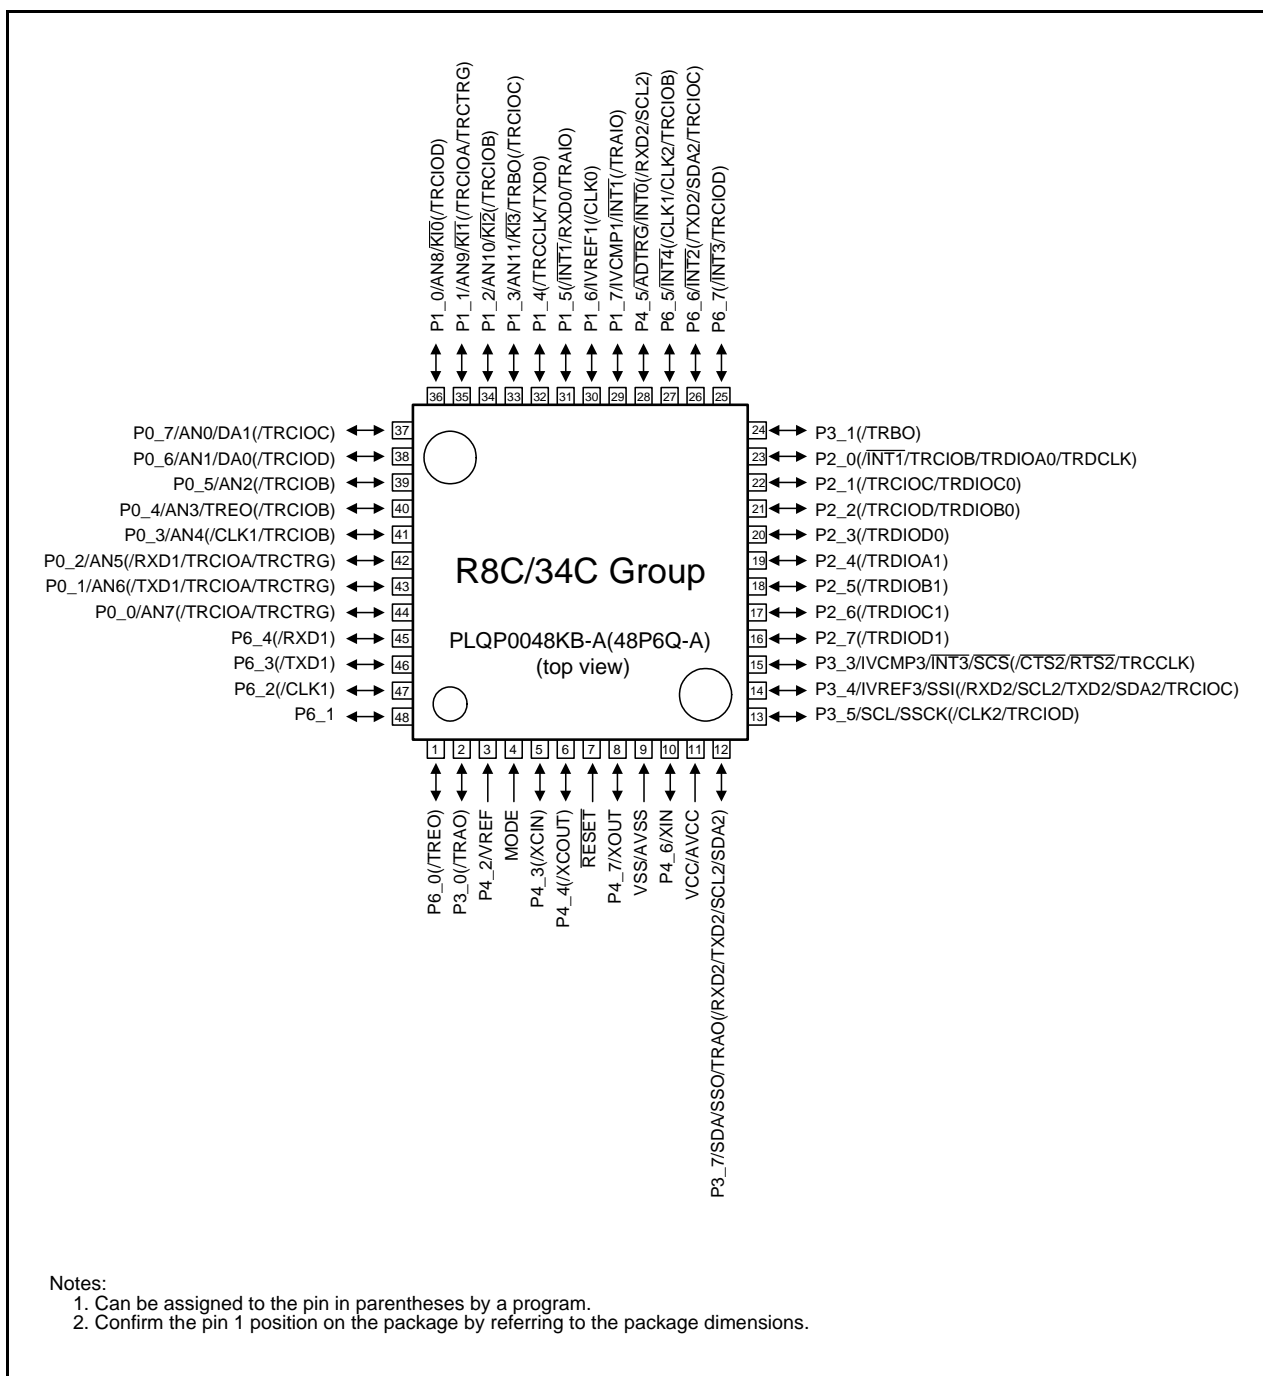 P1_0/AN8/KI0(/TRCIOD)
P1_1/AN9/KI1(/TRCIOA/TRCTRG)
P1_2/AN10/KI2(/TRCIOB)
P1_3/AN11/KI3/TRBO(/TRCIOC)
P1_4(/TRCCLK/TXD0)
P1_5(/INT1/RXD0/TRAIO)
P1_6/IVREF1(/CLK0)
P1_7/IVCMP1/INT1(/TRAIO)
P4_5/ADTRG/INT0(/RXD2/SCL2)
P6_5/INT4(/CLK1/CLK2/TRCIOB)
P6_6/INT2(/TXD2/SDA2/TRCIOC)
P6_7(/INT3/TRCIOD)
36 35 34 33 32 31 30 29 28 27 26 25
P0_7/AN0/DA1(/TRCIOC) 37
P0_6/AN1/DA0(/TRCIOD) 38
P0_5/AN2(/TRCIOB) 39
P0_4/AN3/TREO(/TRCIOB) 40
P0_3/AN4(/CLK1/TRCIOB) 41
P0_2/AN5(/RXD1/TRCIOA/TRCTRG) 42
P0_1/AN6(/TXD1/TRCIOA/TRCTRG) 43
P0_0/AN7(/TRCIOA/TRCTRG) 44
P6_4(/RXD1) 45
P6_3(/TXD1) 46
P6_2(/CLK1) 47
P6_1 48
R8C/34C Group
PLQP0048KB-A(48P6Q-A)
(top view)
24 P3_1(/TRBO)
23 P2_0(/INT1/TRCIOB/TRDIOA0/TRDCLK)
22 P2_1(/TRCIOC/TRDIOC0)
21 P2_2(/TRCIOD/TRDIOB0)
20 P2_3(/TRDIOD0)
19 P2_4(/TRDIOA1)
18 P2_5(/TRDIOB1)
17 P2_6(/TRDIOC1)
16 P2_7(/TRDIOD1)
15 P3_3/IVCMP3/INT3/SCS(/CTS2/RTS2/TRCCLK)
14 P3_4/IVREF3/SSI(/RXD2/SCL2/TXD2/SDA2/TRCIOC)
13 P3_5/SCL/SSCK(/CLK2/TRCIOD)
1 2 3 4 5 6 7 8 9 10 11 12
P6_0(/TREO)
P3_0(/TRAO)
P4_2/VREF
MODE
P4_3(/XCIN)
P4_4(/XCOUT)
RESET
P4_7/XOUT
VSS/AVSS
P4_6/XIN
VCC/AVCC
P3_7/SDA/SSO/TRAO(/RXD2/TXD2/SCL2/SDA2)
Notes:
1. Can be assigned to the pin in parentheses by a program.
2. Confirm the pin 1 position on the package by referring to the package dimensions.